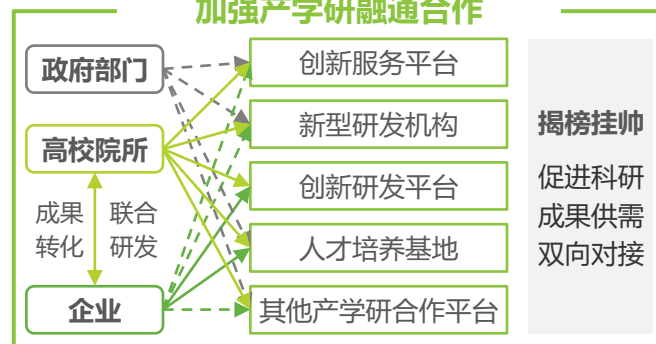 加强产学研融通合作
政府部门
高校院所
成果
转化
联合
研发
企业
创新服务平台
新型研发机构
创新研发平台
人才培养基地
其他产学研合作平台
揭榜挂帅
促进科研
成果供需
双向对接